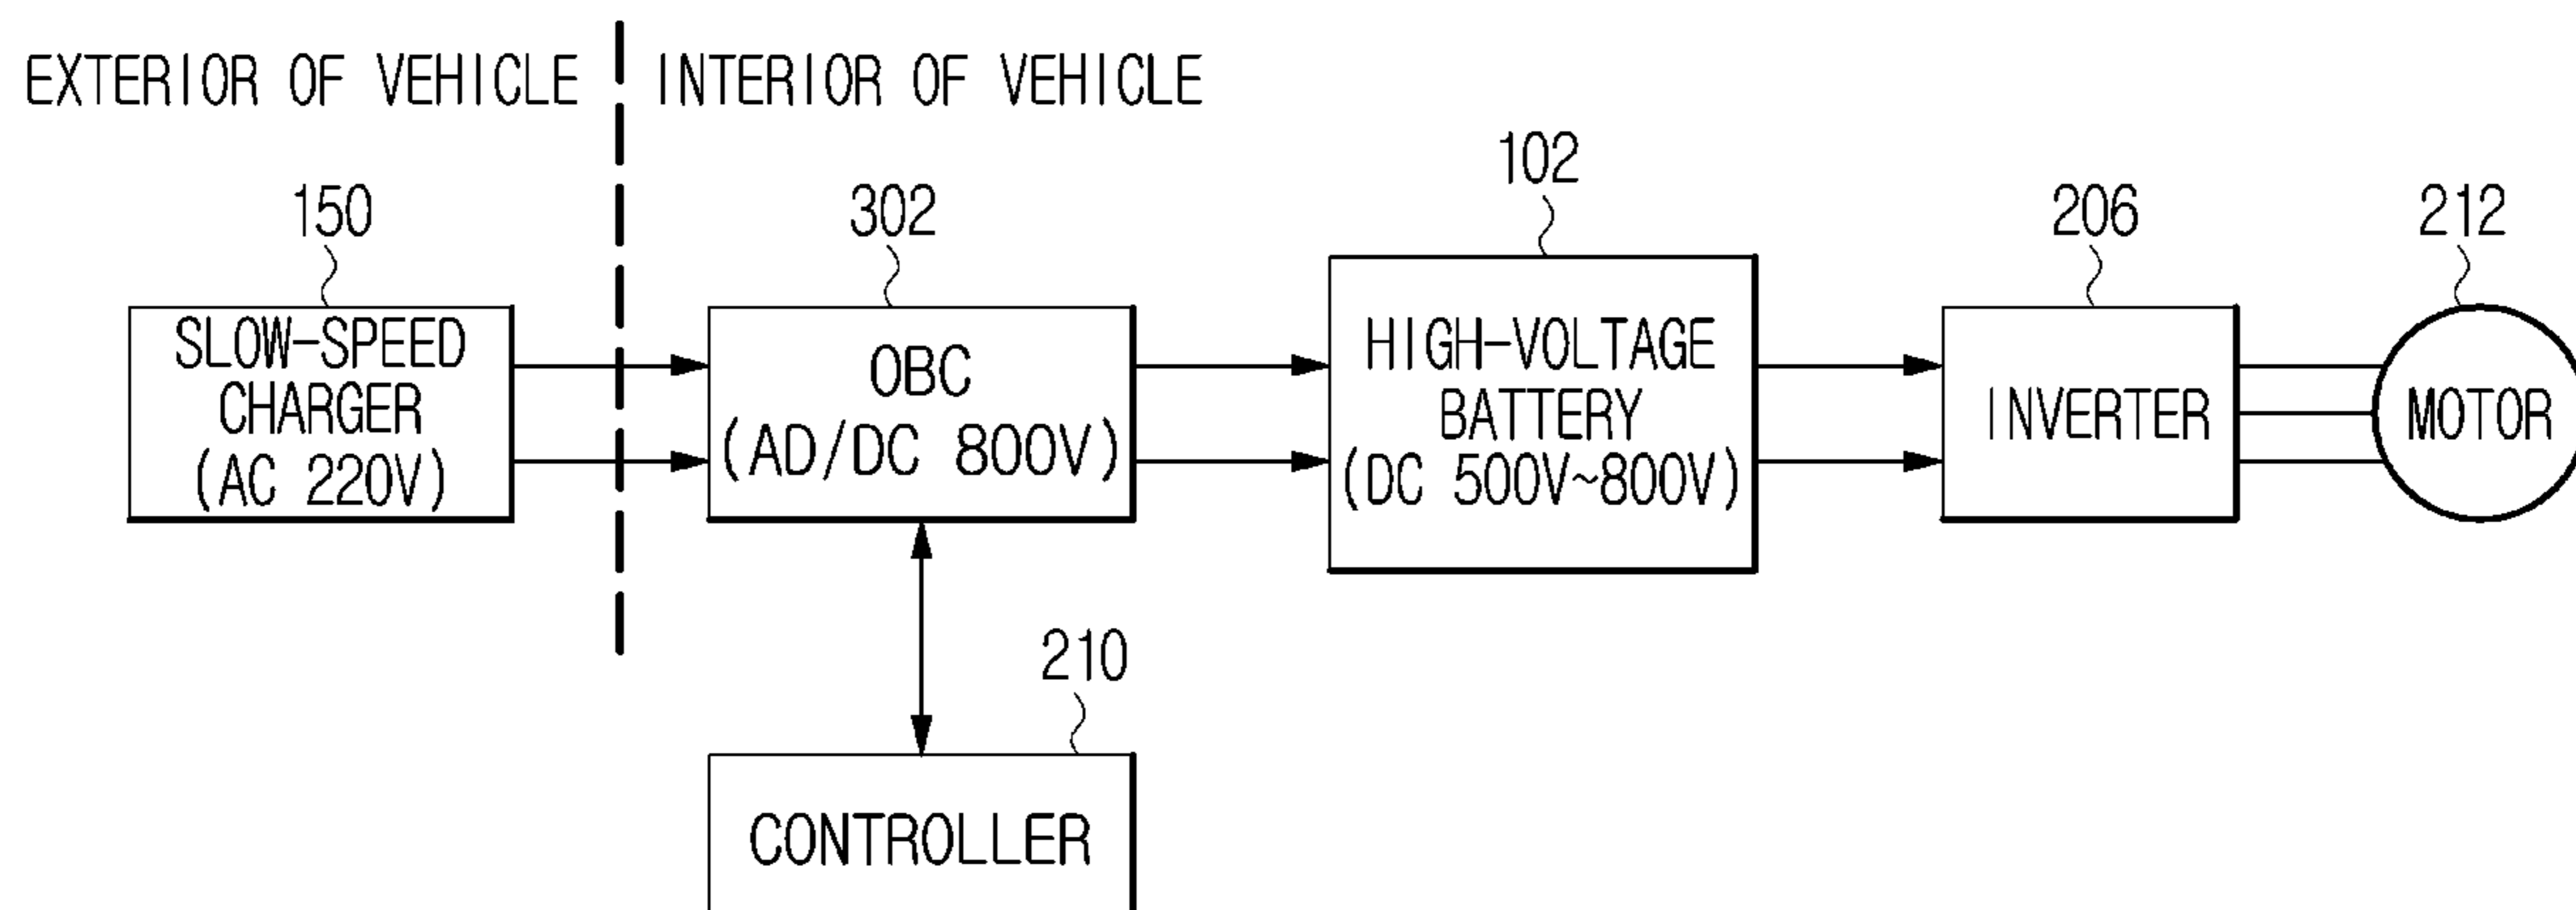 EXTERIOR OF VEHICLE
INTERIOR OF VEHICLE
150
302
102
206
212
SLOW-SPEED
CHARGER
(AC 220V)
OBC
(AD/DC 800V)
HIGH-VOLTAGE
BATTERY
(DC 500V~800V)
INVERTER
MOTOR
210
CONTROLLER